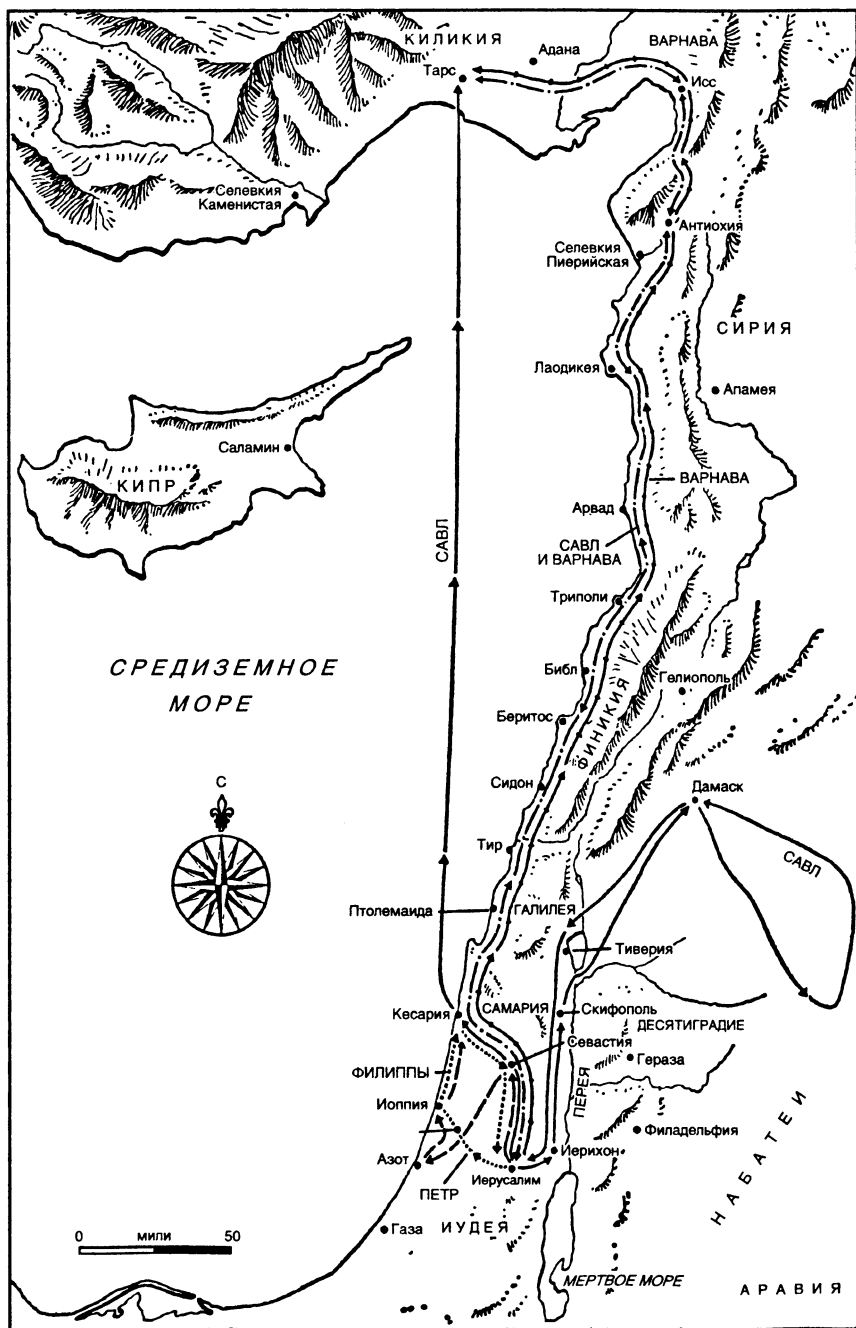 КИЛИКИЯ
Адана
ВАРНАВА
Тарс
Исс
Селевкия
Каменистая
Антиохия
Селевкия
Пиерийская
СИРИЯ
Лаодикея
Апамея
Саламин
КИПР
ВАРНАВА
Арвад
САВЛ
САВЛ
И ВАРНАВА
Триполи
СРЕДИЗЕМНОЕ
МОРЕ
Библ
Гелиополь
Беритос
ФИНИКИЯ
С
Сидон
Дамаск
Тир
САВЛ
Птолемаида
ГАЛИЛЕЯ
Тиверия
Кесария
САМАРИЯ
Скифополь
ДЕСЯТИГРАДИЕ
Севастия
Гераза
ФИЛИППЫ
ПЕРЕЯ
Иоппия
Филадельфия
Азот
Иерихон
Иерусалим
ПЕТР
НАБАТЕИ
Газа
ИУДЕЯ
0 МИЛИ 50
МЕРТВОЕ МОРЕ
АРАВИЯ